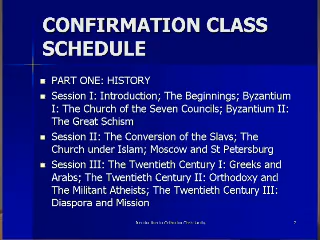 CONFIRMATION CLASS
SCHEDULE
PART ONE: HISTORY
Session I: Introduction; The Beginnings; Byzantium
I: The Church of the Seven Councils; Byzantium II:
The Great Schism
Session II: The Conversion of the Slavs; The
Church under Islam; Moscow and St Petersburg
Session III: The Twentieth Century I: Greeks and
Arabs; The Twentieth Century II: Orthodoxy and
The Militant Atheists; The Twentieth Century III:
Diaspora and Mission